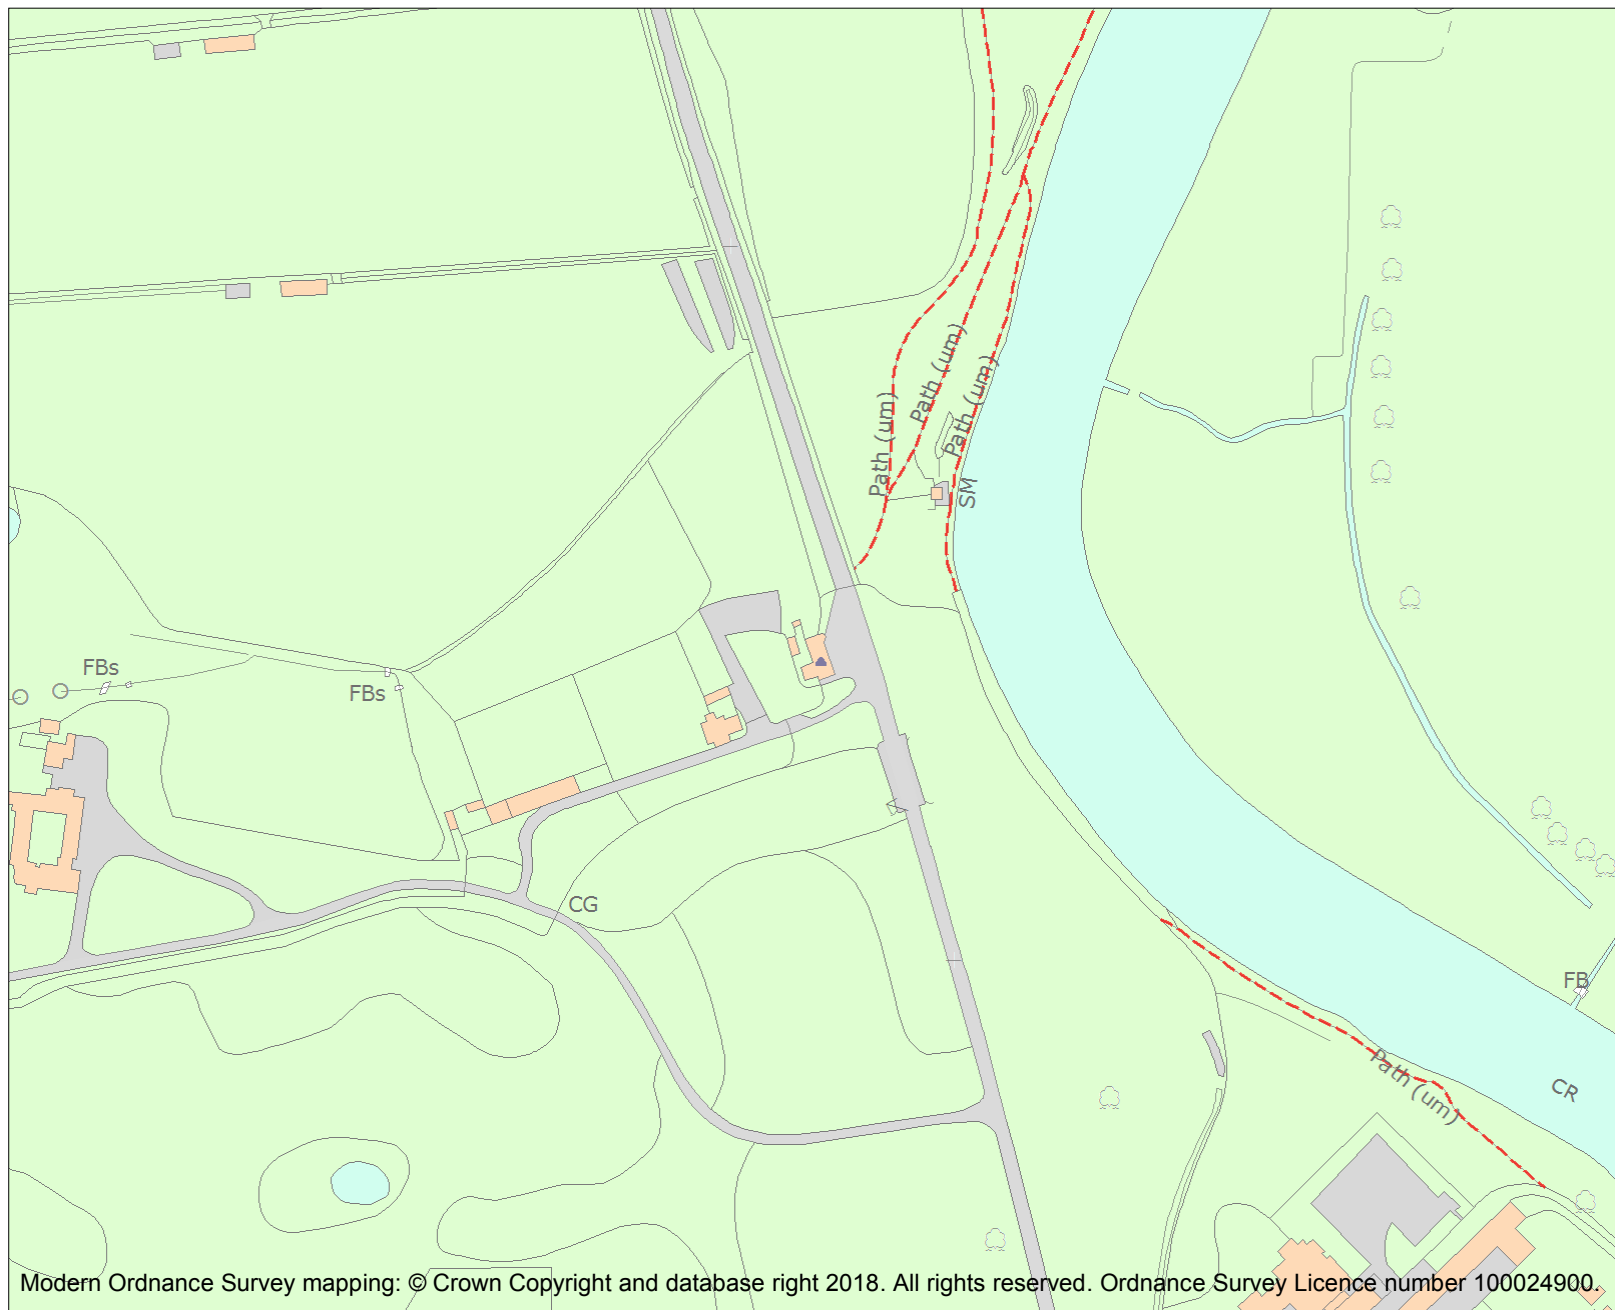 Path (um)
Path (um)
Path (um)
SM
FBs
FBs
CG
FB
CR
Path (um)
Modern Ordnance Survey mapping: © Crown Copyright and database right 2018. All rights reserved. Ordnance Survey Licence number 100024900.